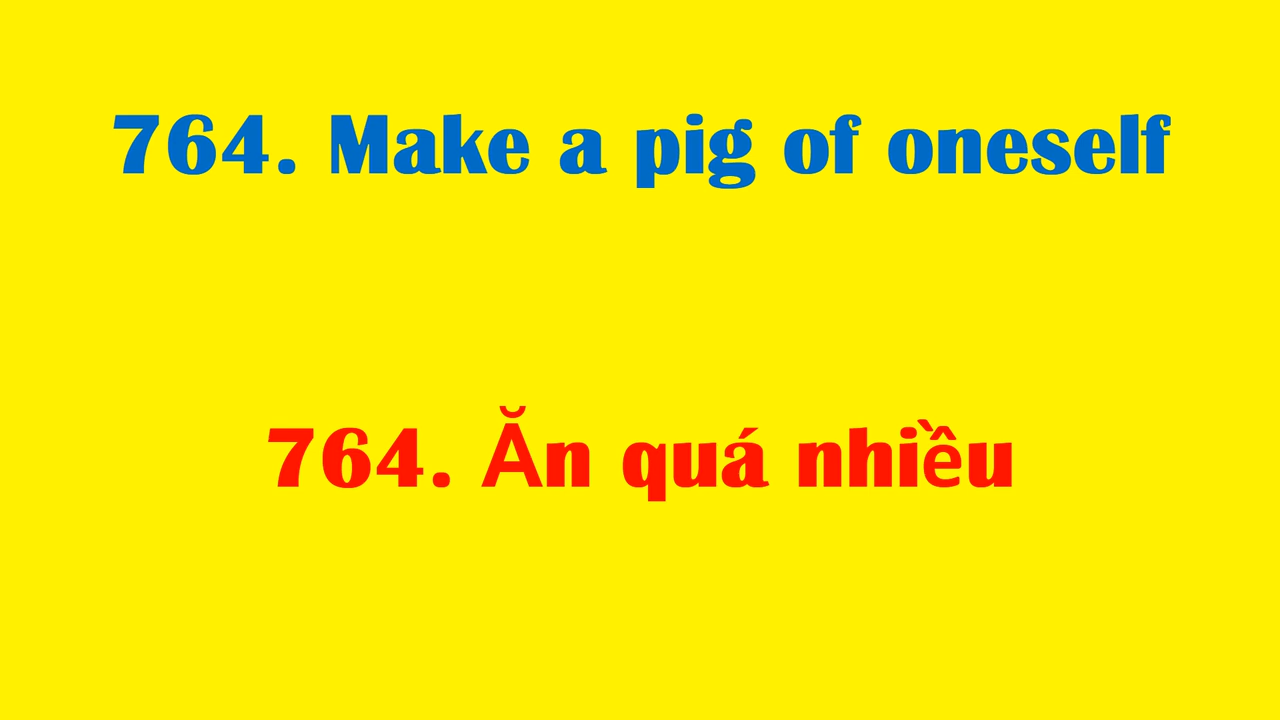 764. Make a pig of oneself
764. Ăn quá nhiều